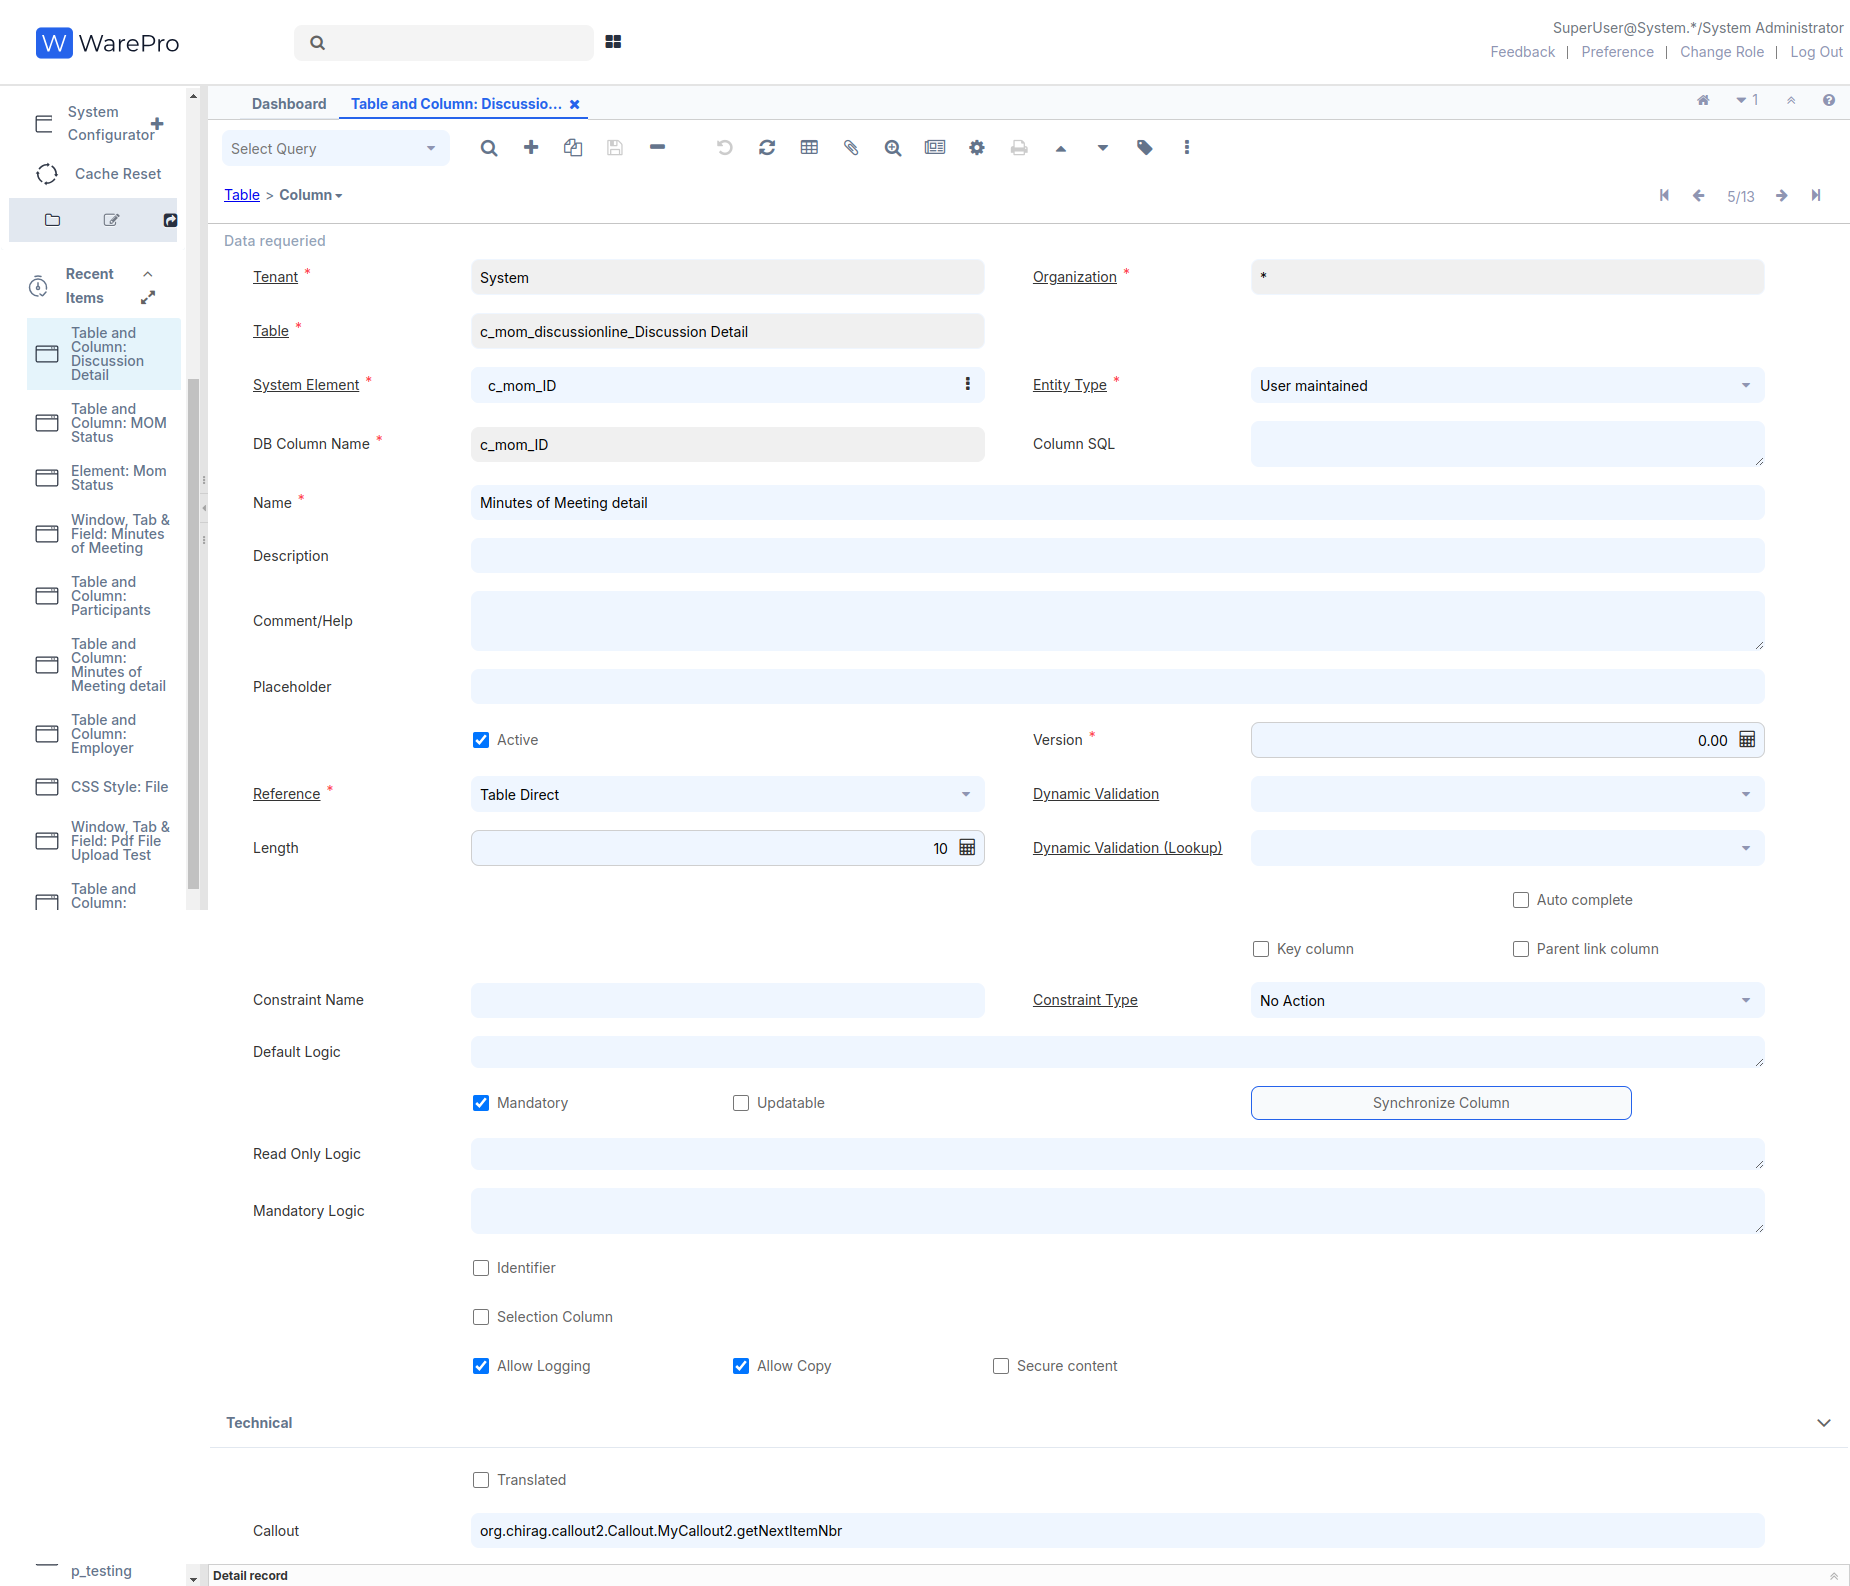 W WarePro
SuperUser@System.*/System Administrator
Feedback | Preference | Change Role | Log Out
System
Configurator
Cache Reset
Recent
Items
Table and
Column:
Discussion
Detail
Table and
Column: MOM
Status
Element: Mom
Status
Window, Tab &
Field: Minutes
of Meeting
Table and
Column:
Participants
Table and
Column:
Minutes of
Meeting detail
Table and
Column:
Employer
CSS Style: File
Window, Tab &
Field: Pdf File
Upload Test
Table and
Column:
p_testing
Dashboard
Table and Column: Discussio...
1
Select Query
Table > Column
5/13
Data requeried
Tenant * System
Organization * *
Table * c_mom_discussionline_Discussion Detail
System Element * c_mom_ID
Entity Type * User maintained
DB Column Name * c_mom_ID
Column SQL
Name * Minutes of Meeting detail
Description
Comment/Help
Placeholder
Active
Version * 0.00
Reference * Table Direct
Dynamic Validation
Length 10
Dynamic Validation (Lookup)
Auto complete
Key column
Parent link column
Constraint Name
Constraint Type No Action
Default Logic
Mandatory
Updatable
Synchronize Column
Read Only Logic
Mandatory Logic
Identifier
Selection Column
Allow Logging
Allow Copy
Secure content
Technical
Translated
Callout org.chirag.callout2.Callout.MyCallout2.getNextItemNbr
Detail record